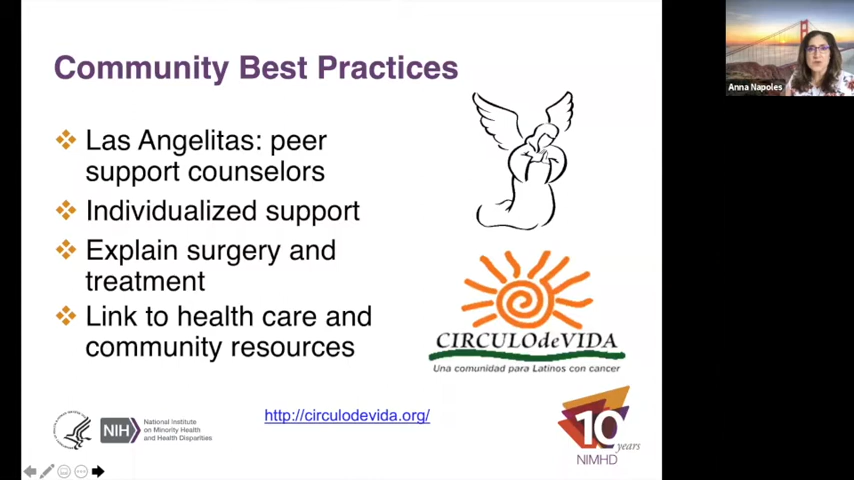 Community Best Practices
Las Angelitas: peer
support counselors
Individualized support
Explain surgery and
treatment
Link to health care and
community resources
CIRCULOdeVIDA
Una comunidad para Latinos con cancer
http://circulodevida.org/
NIH
National Institute
on Minority Health
and Health Disparities
10
years
NIMHD
Anna Napoles